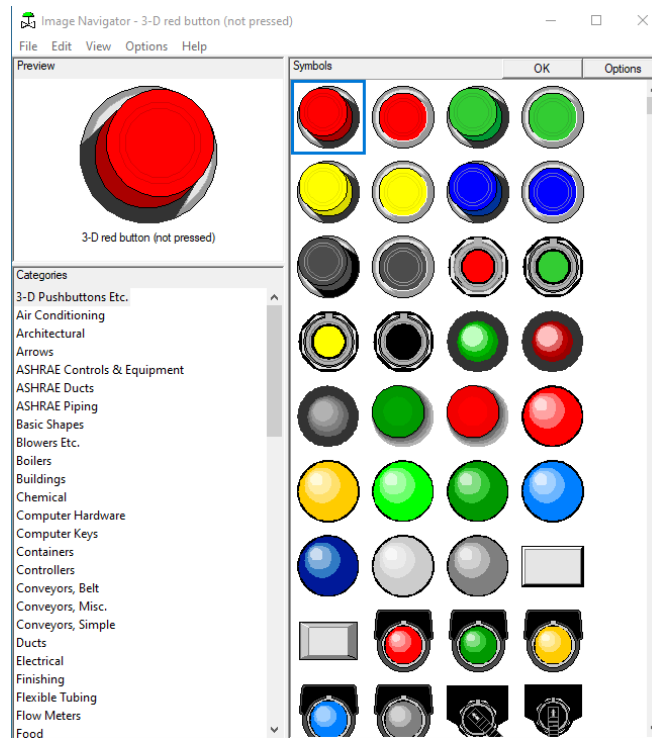 Image Navigator - 3-D red button (not pressed)
File Edit View Options Help
Preview
3-D red button (not pressed)
Categories
3-D Pushbuttons Etc.
Air Conditioning
Architectural
Arrows
ASHRAE Controls & Equipment
ASHRAE Ducts
ASHRAE Piping
Basic Shapes
Blowers Etc.
Boilers
Buildings
Chemical
Computer Hardware
Computer Keys
Containers
Controllers
Conveyors, Belt
Conveyors, Misc.
Conveyors, Simple
Ducts
Electrical
Finishing
Flexible Tubing
Flow Meters
Food
Symbols OK Options